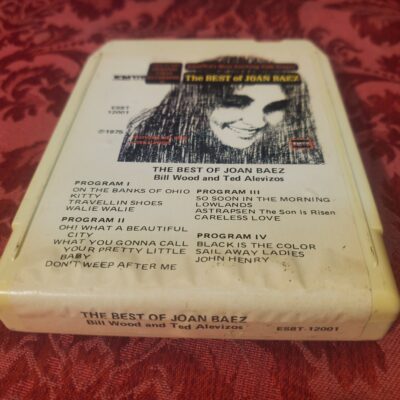 The BEST of JOAN BAEZ
ESBT
12001
℗1975
THE BEST OF JOAN BAEZ
Bill Wood and Ted Alevizos
PROGRAM I
ON THE BANKS OF OHIO
KITTY
TRAVELLIN SHOES
WALIE WALIE
PROGRAM II
OH! WHAT A BEAUTIFUL
CITY
WHAT YOU GONNA CALL
YOUR PRETTY LITTLE
BABY
DON'T WEEP AFTER ME
PROGRAM III
SO SOON IN THE MORNING
LOWLANDS
ASTRAPSEN The Son is Risen
CARELESS LOVE
PROGRAM IV
BLACK IS THE COLOR
SAIL AWAY LADIES
JOHN HENRY
THE BEST OF JOAN BAEZ
Bill Wood and Ted Alevizos
ESBT-12001